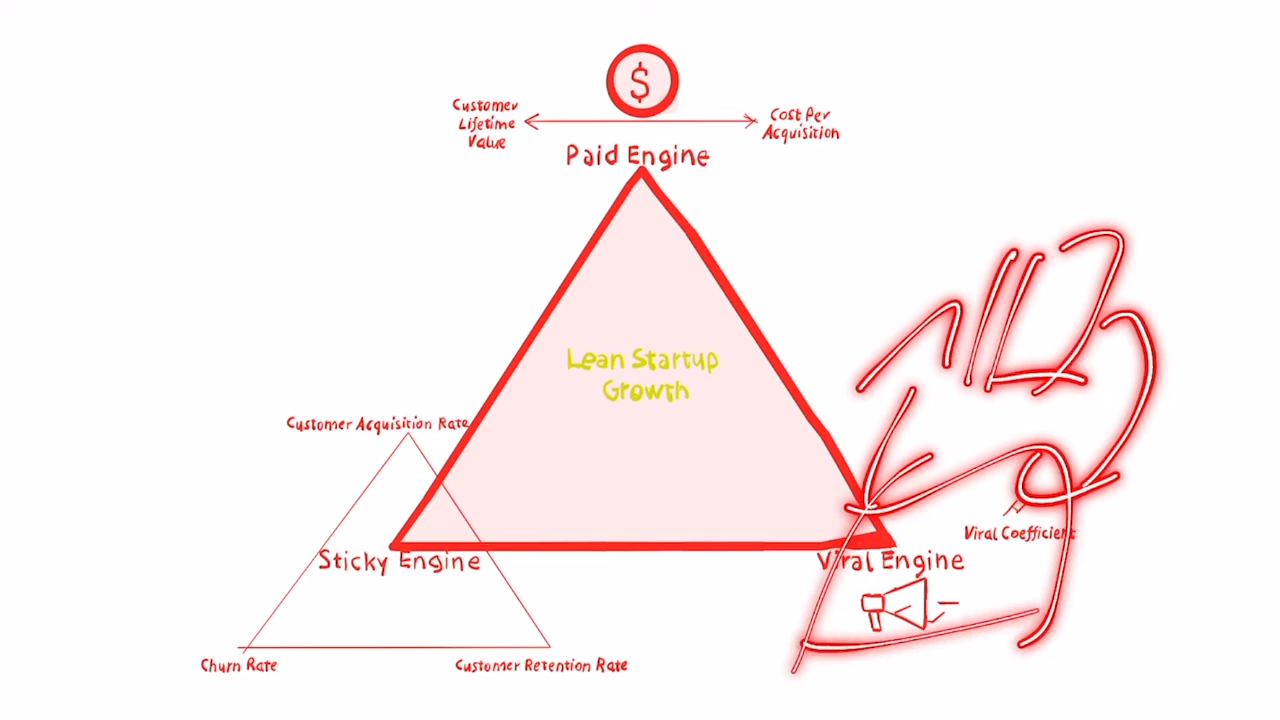 $
Customer
Lifetime
Value
Cost Per
Acquisition
Paid Engine
Lean Startup
Growth
Customer Acquisition Rate
Viral Coefficient
Sticky Engine
Viral Engine
Churn Rate
Customer Retention Rate